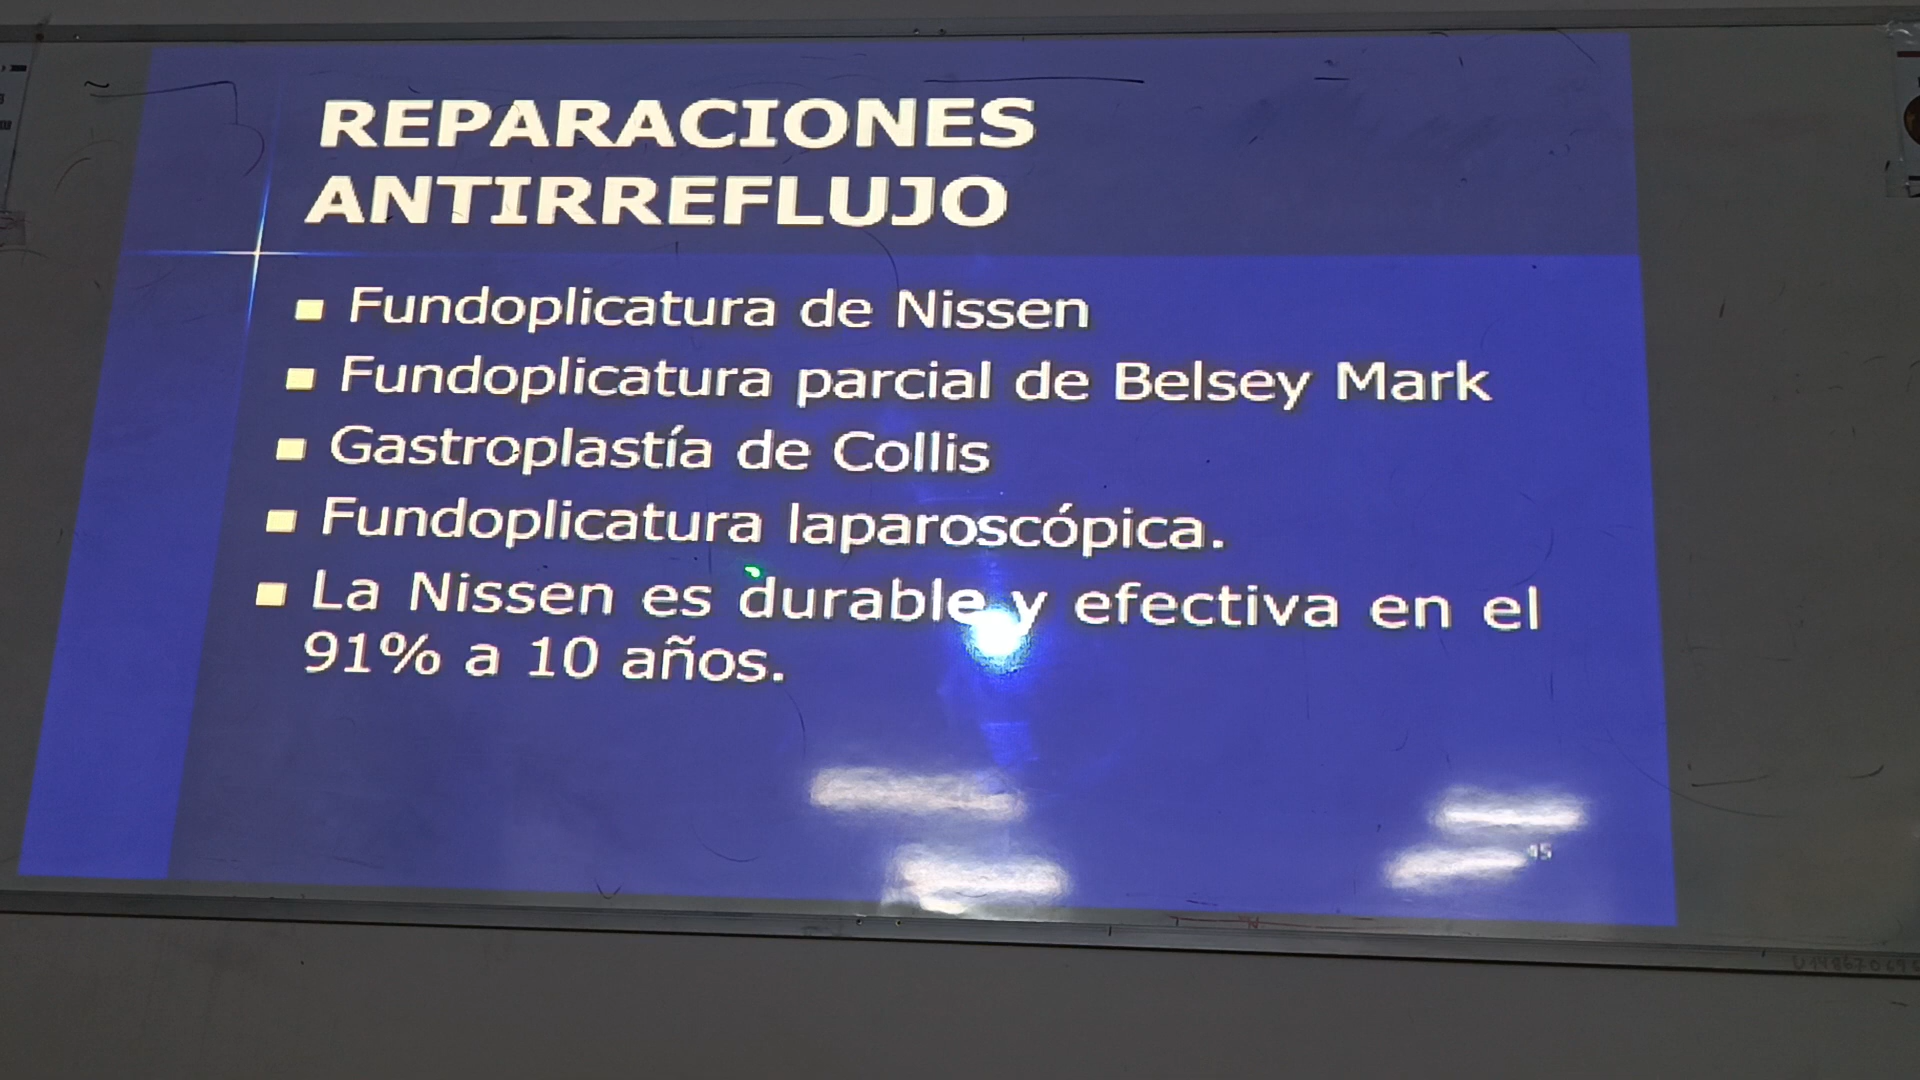 REPARACIONES
ANTIRREFLUJO
Fundoplicatura de Nissen
Fundoplicatura parcial de Belsey Mark
Gastroplastía de Collis
Fundoplicatura laparoscópica.
La Nissen es durable y efectiva en el
91% a 10 años.